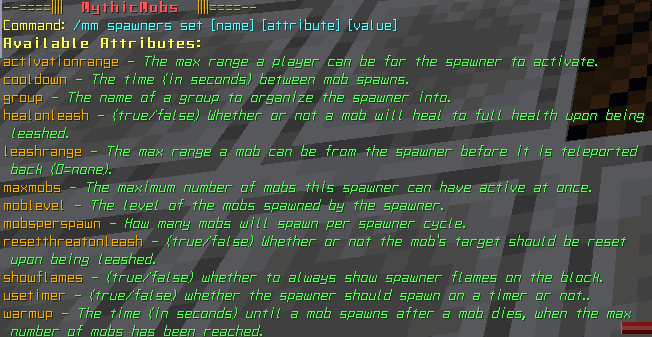 --====||| MythicMobs |||====--
Command: /mm spawners set [name] [attribute] [value]
Available Attributes:
activationrange - The max range a player can be for the spawner to activate.
cooldown - The time (in seconds) between mob spawns.
group - The name of a group to organize the spawner into.
healonleash - (true/false) Whether or not a mob will heal to full health upon being
leashed.
leashrange - The max range a mob can be from the spawner before it is teleported
back (0=none).
maxmobs - The maximum number of mobs this spawner can have active at once.
moblevel - The level of the mobs spawned by the spawner.
mobsperspawn - How many mobs will spawn per spawner cycle.
resetthreatonleash - (true/false) Whether or not the mob's target should be reset
upon being leashed.
showflames - (true/false) whether to always show spawner flames on the block.
usetimer - (true/false) whether the spawner should spawn on a timer or not..
warmup - The time (in seconds) until a mob spawns after a mob dies, when the max
number of mobs has been reached.